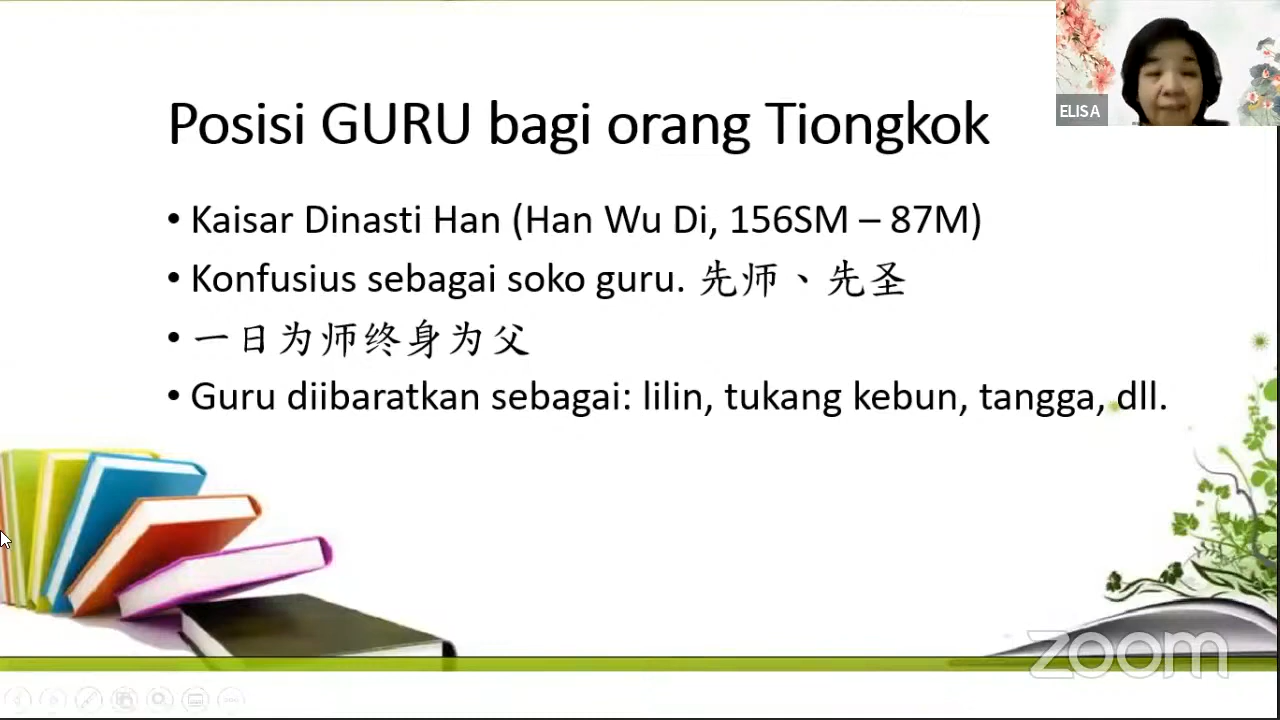 Posisi GURU bagi orang Tiongkok
ELISA
• Kaisar Dinasti Han (Han Wu Di, 156SM – 87M)
• Konfusius sebagai soko guru. 先师、先圣
• 一日为师终身为父
• Guru diibaratkan sebagai: lilin, tukang kebun, tangga, dll.
zoom